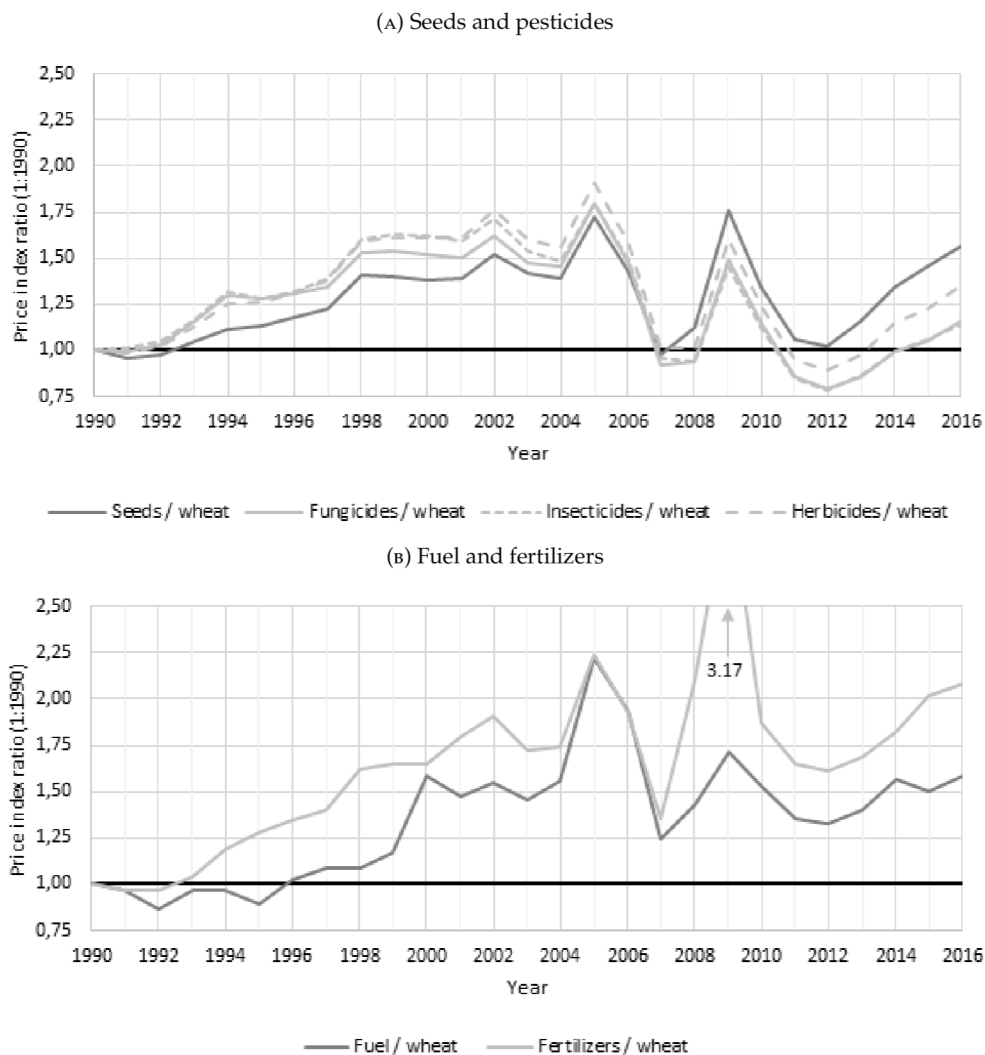 (A) Seeds and pesticides
2,50
2,25
2,00
1,75
1,50
1,25
1,00
0,75
Price index ratio (1:1990)
1990 1992 1994 1996 1998 2000 2002 2004 2006 2008 2010 2012 2014 2016
Year
Seeds / wheat Fungicides / wheat Insecticides / wheat Herbicides / wheat
(B) Fuel and fertilizers
2,50
2,25
2,00
1,75
1,50
1,25
1,00
0,75
Price index ratio (1:1990)
3.17
1990 1992 1994 1996 1998 2000 2002 2004 2006 2008 2010 2012 2014 2016
Year
Fuel / wheat Fertilizers / wheat